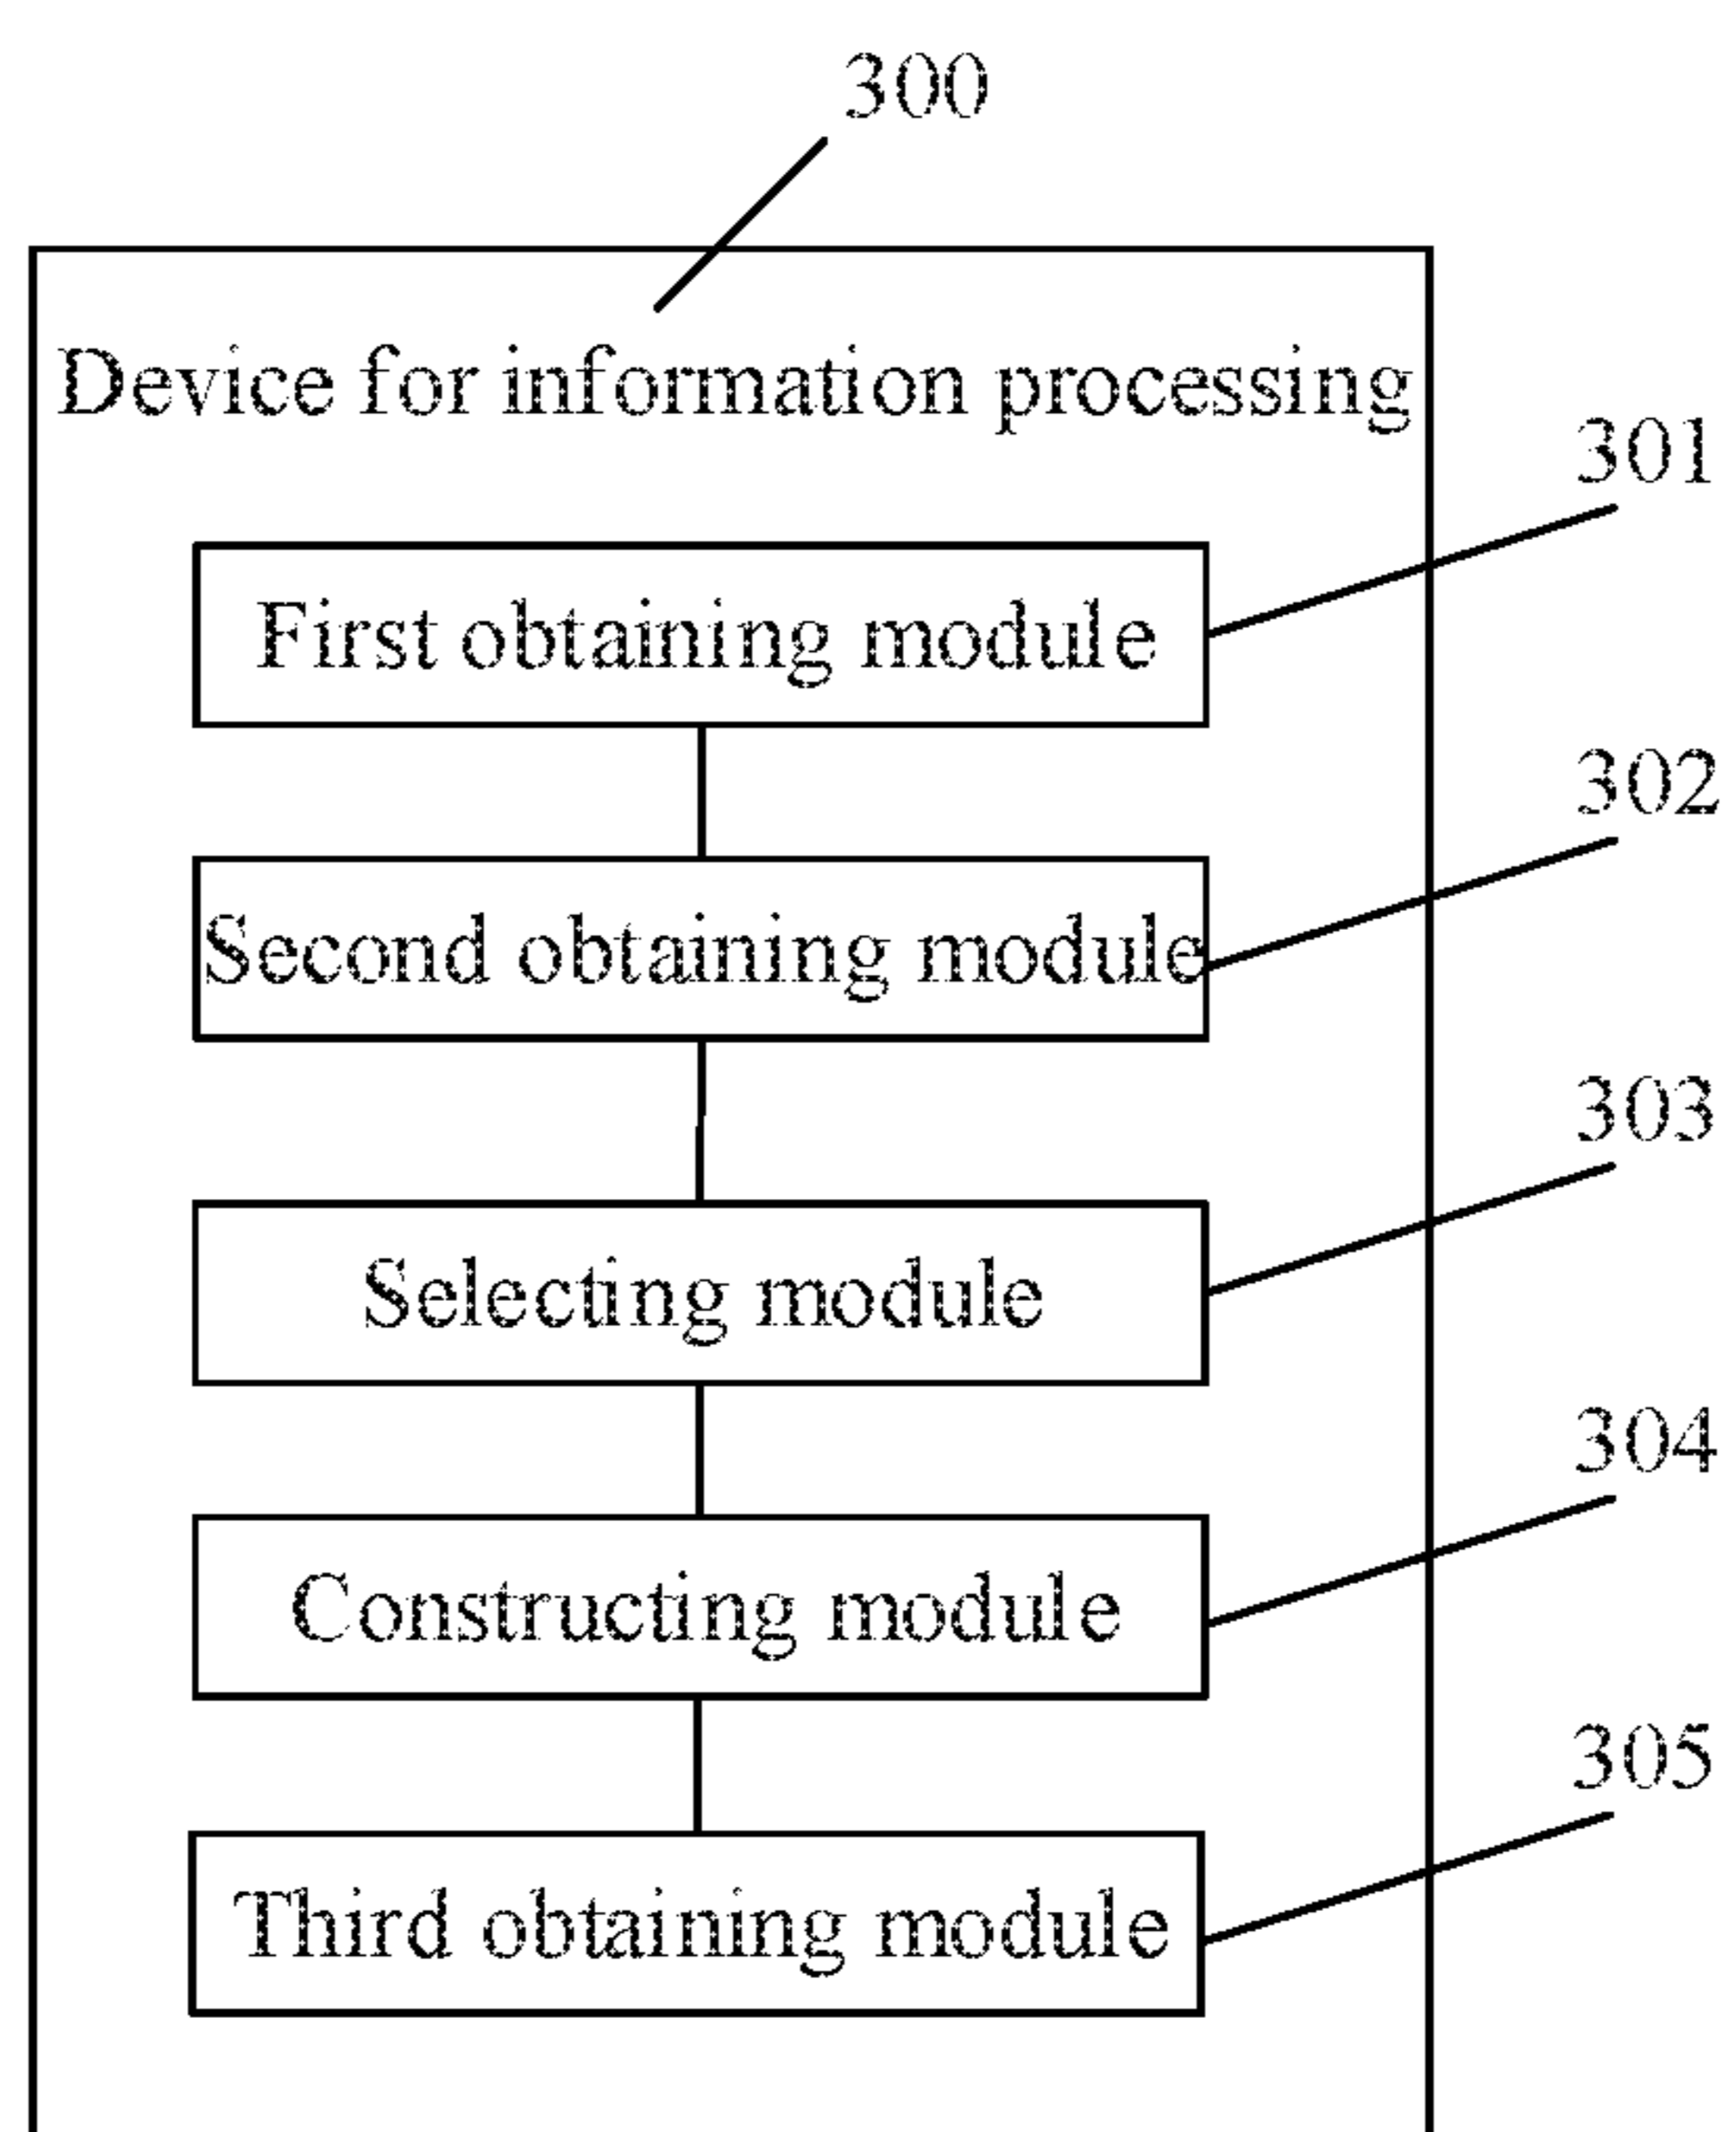 300
Device for information processing
301
First obtaining module
302
Second obtaining module
303
Selecting module
304
Constructing module
305
Third obtaining module